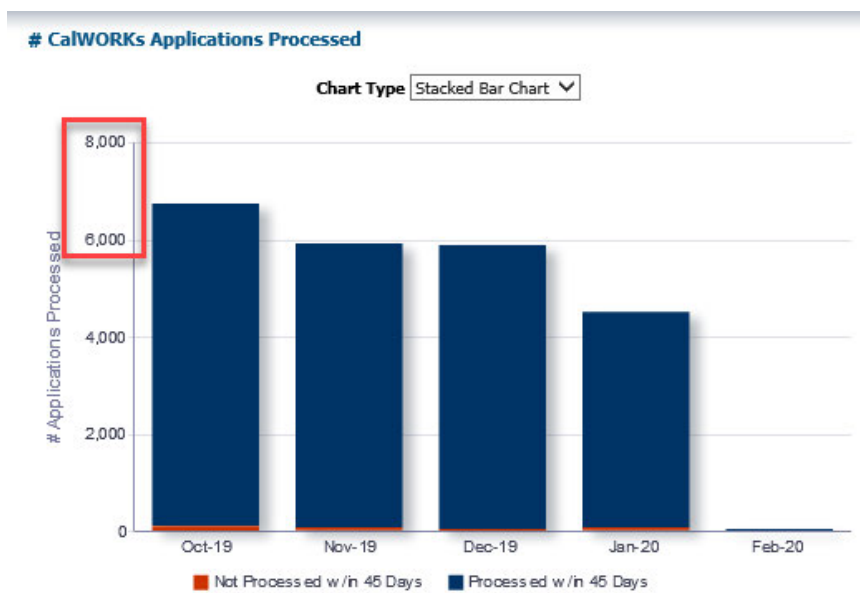 # CalWORKs Applications Processed
Chart Type Stacked Bar Chart
8,000
6,000
4,000
2,000
0
# Applications Processed
Oct-19 Nov-19 Dec-19 Jan-20 Feb-20
Not Processed w/in 45 Days Processed w/in 45 Days